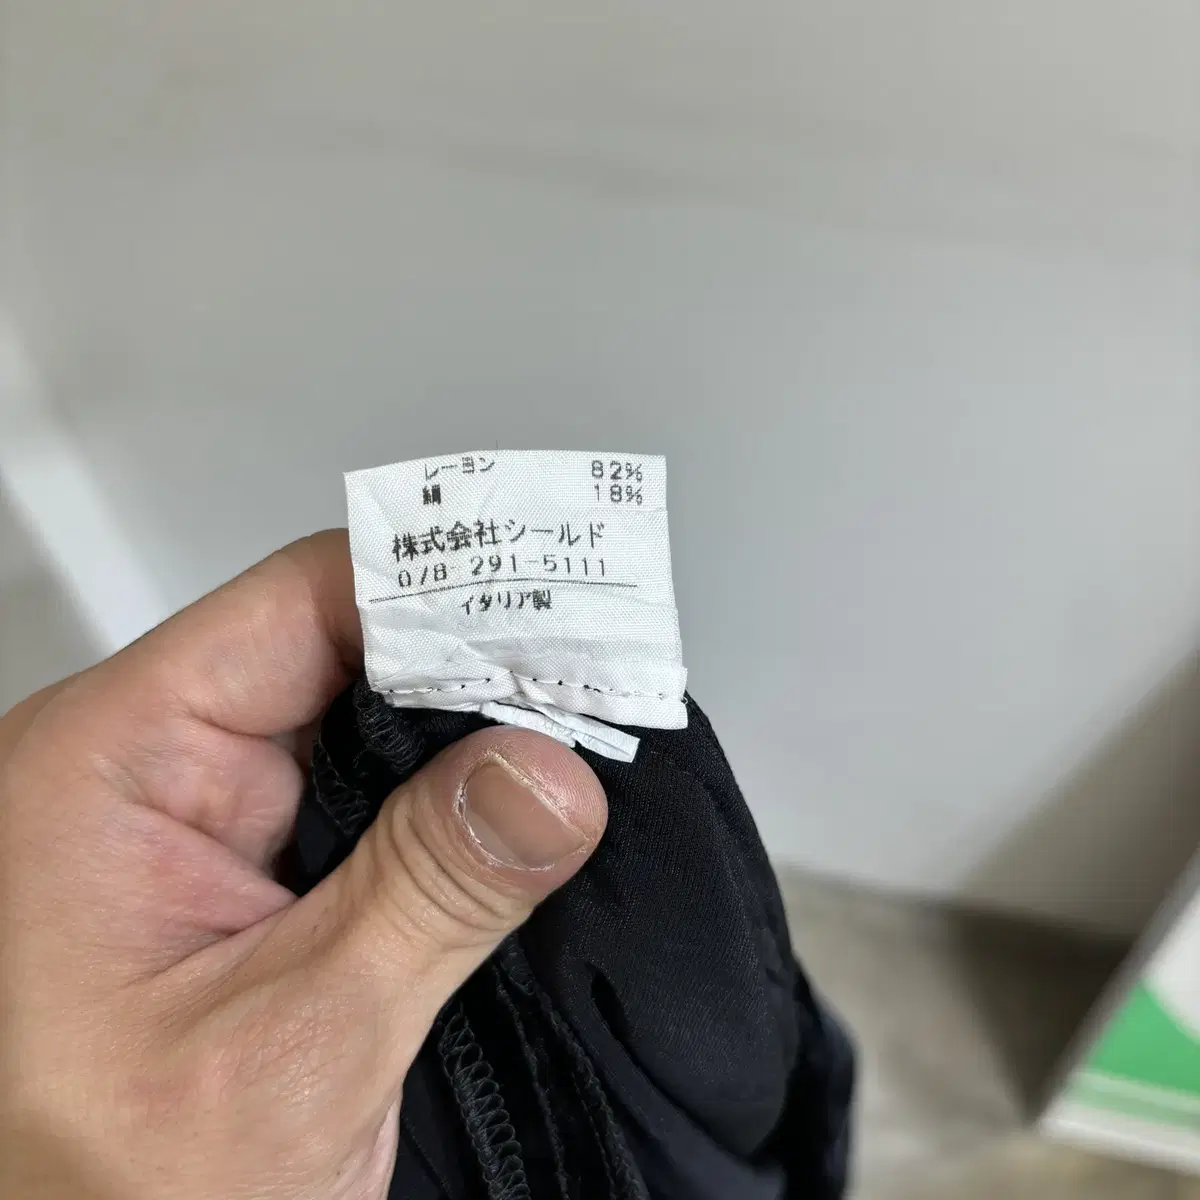 レーヨン 82%
絹 18%
株式会社シールド
078-291-5111
イタリア製